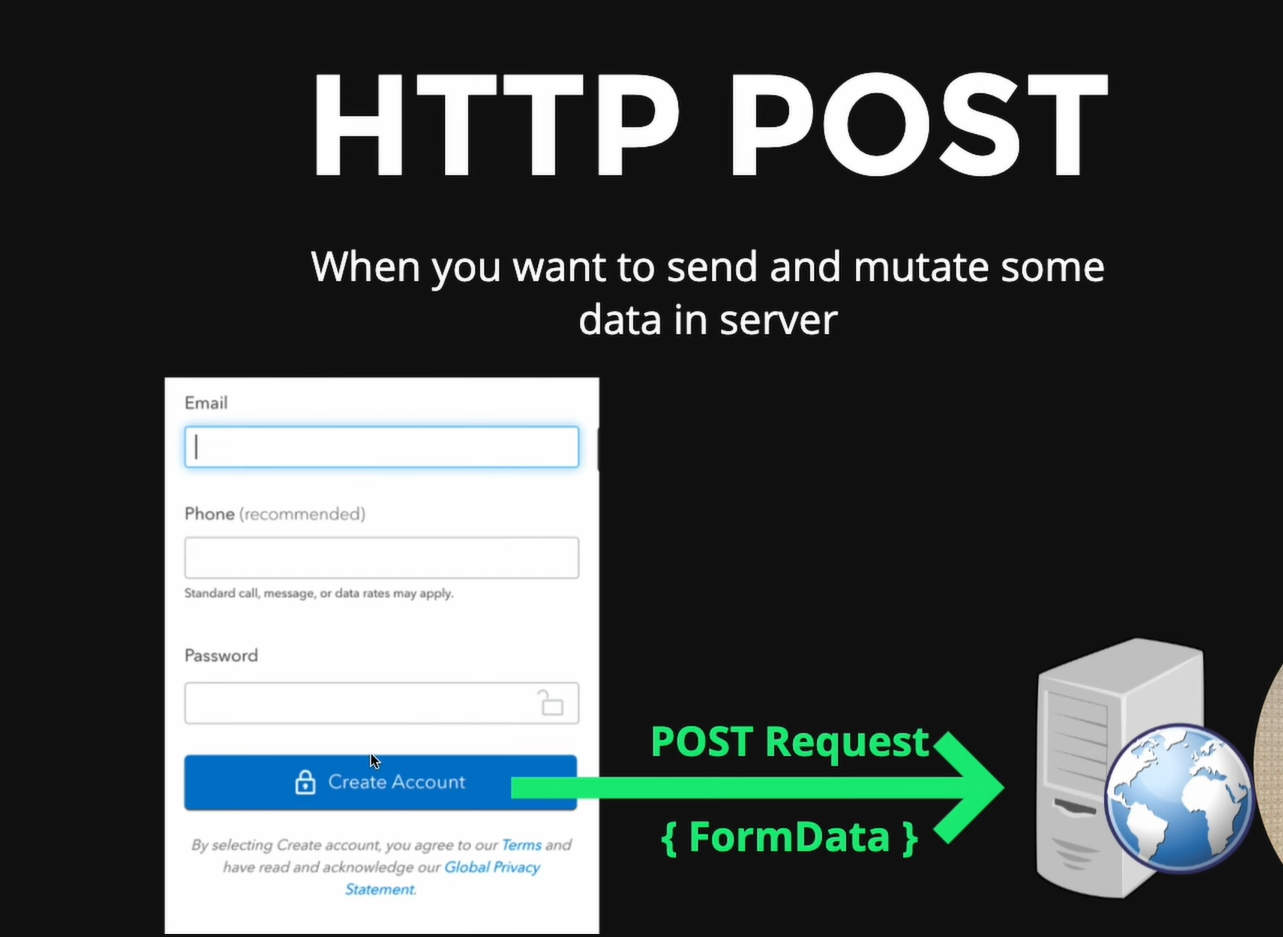 HTTP POST
When you want to send and mutate some
data in server
Email
Phone (recommended)
Standard call, message, or data rates may apply.
Password
Create Account
By selecting Create account, you agree to our Terms and
have read and acknowledge our Global Privacy
Statement.
POST Request
{ FormData }